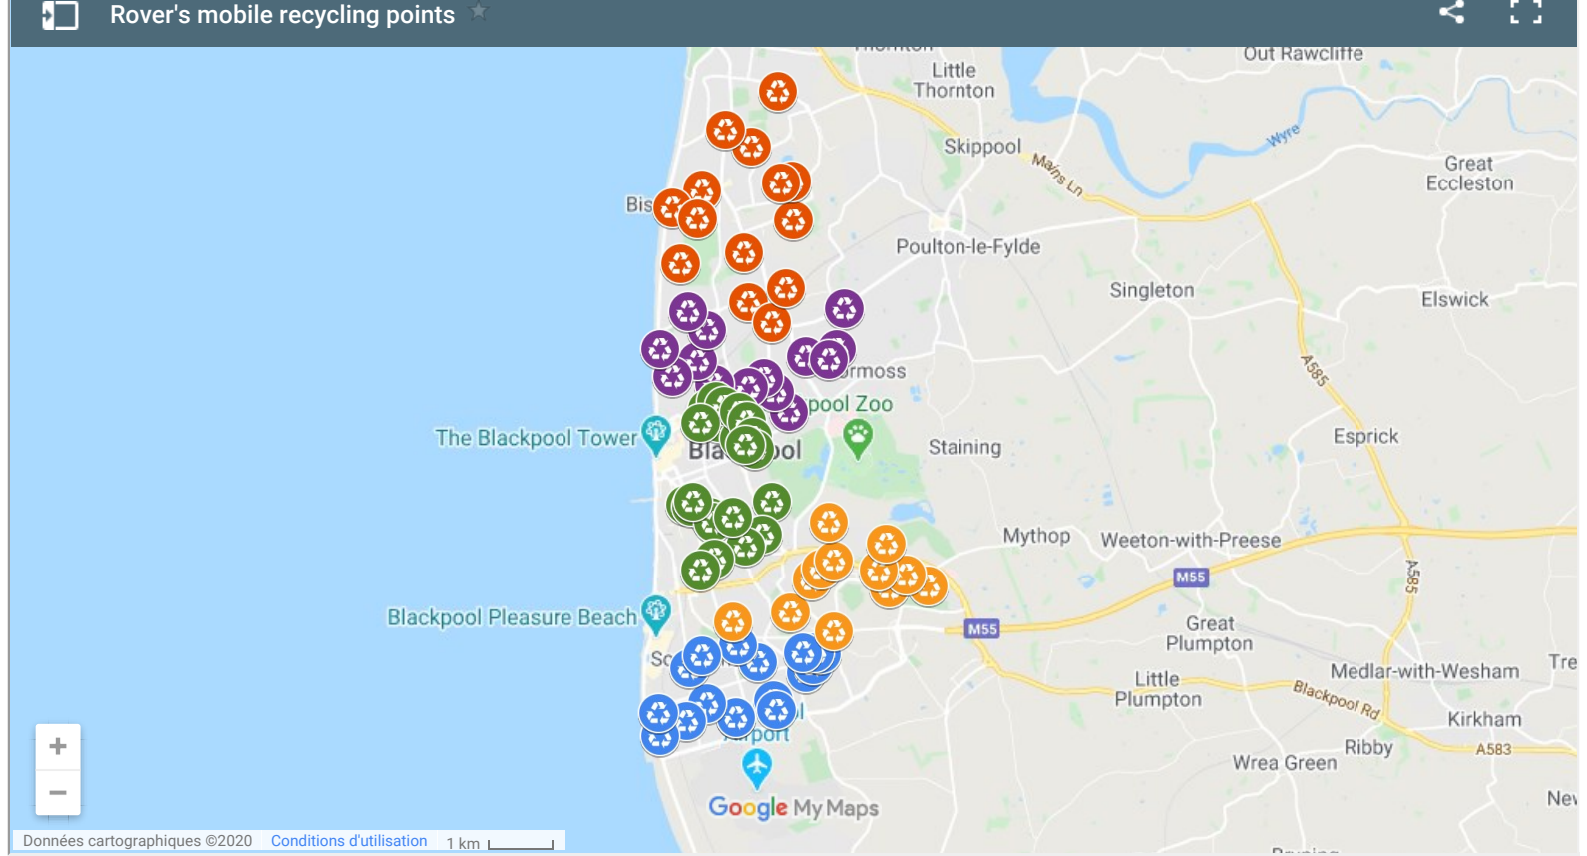 Rover's mobile recycling points
Out Rawcliffe
Little
Thornton
Skippool
Mains Ln
Wyre
Great
Eccleston
Poulton-le-Fylde
Singleton
Elswick
A585
The Blackpool Tower
Staining
Esprick
Mythop
Weeton-with-Preese
M55
A585
Blackpool Pleasure Beach
M55
Great
Plumpton
Medlar-with-Wesham
Little
Plumpton
Blackpool Rd
Kirkham
Ribby
A583
Wrea Green
Airport
Google My Maps
Données cartographiques ©2020
Conditions d'utilisation
1 km